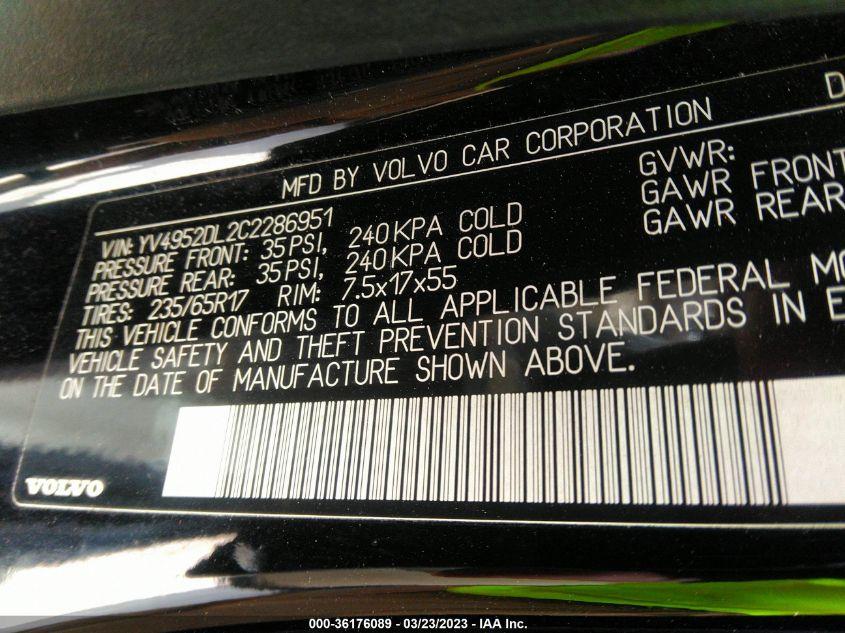 MFD BY VOLVO CAR CORPORATION
VIN: YV4952DL2C2286951
PRESSURE FRONT: 35PSI, 240KPA COLD
PRESSURE REAR: 35PSI, 240KPA COLD
TIRES: 235/65R17 RIM: 7.5x17x55
GVWR:
GAWR FRONT
GAWR REAR
THIS VEHICLE CONFORMS TO ALL APPLICABLE FEDERAL MO
VEHICLE SAFETY AND THEFT PREVENTION STANDARDS IN E
ON THE DATE OF MANUFACTURE SHOWN ABOVE.
VOLVO
000-36176089 - 03/23/2023 - IAA Inc.